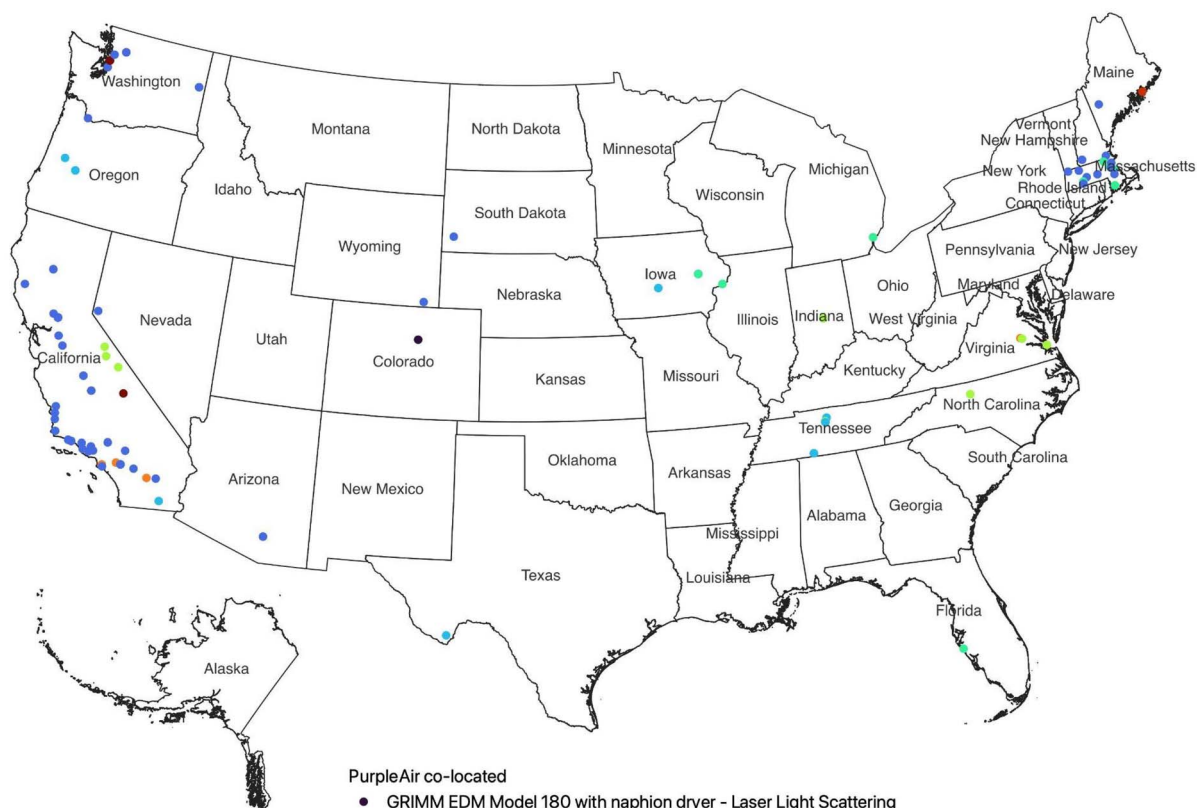 Maine
Washington
Vermont
Montana
North Dakota
New Hampshire
Minnesota
Massachusetts
Michigan
New York
Oregon
Idaho
Rhode Island
Wisconsin
Connecticut
South Dakota
Wyoming
Pennsylvania
New Jersey
Iowa
Maryland
Ohio
Nebraska
Delaware
Nevada
Illinois
Indiana
West Virginia
Utah
Virginia
California
Colorado
Kentucky
Kansas
Missouri
North Carolina
Tennessee
South Carolina
Oklahoma
Arkansas
Arizona
New Mexico
Georgia
Alabama
Mississippi
Texas
Louisiana
Florida
Alaska
PurpleAir co-located
GRIMM EDM Model 180 with naphion dryer - Laser Light Scattering